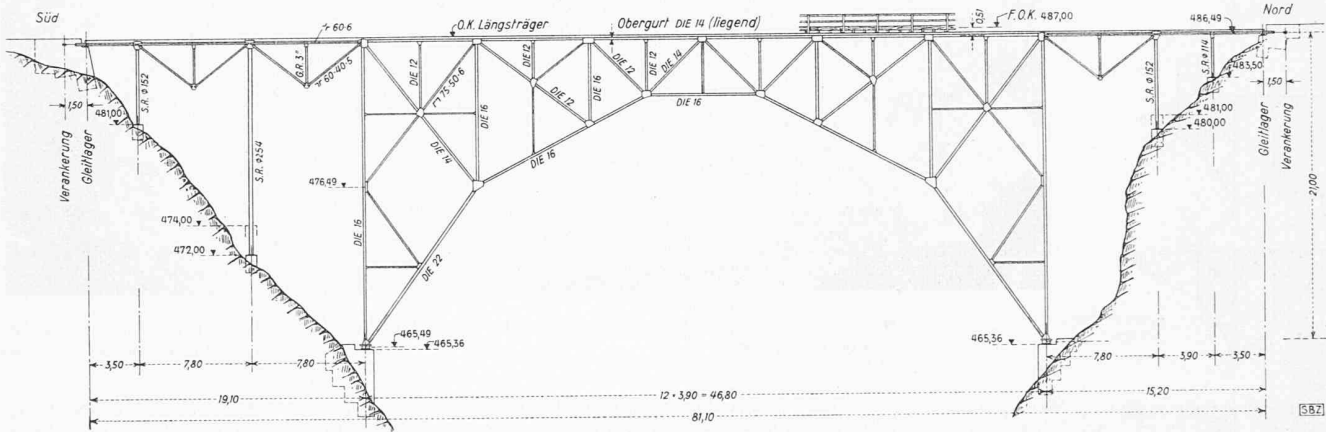 Süd
Nord
⌐ 60·6
O.K. Längsträger
Obergurt DIE 14 (liegend)
0,51
F.O.K. 487,00
486,49
G.R. 3"
60·40·5
DIE 12
⊓ 75·50·6
DIE 16
DIE 14
DIE 12
DIE 12
DIE 16
DIE 12
DIE 12
DIE 14
DIE 16
DIE 16
S.R. Φ 152
S.R. Φ 254
S.R. Φ 152
S.R. Φ 114
483,50
1,50
1,50
481,00
481,00
480,00
Verankerung
Gleitlager
Gleitlager
Verankerung
476,49
474,00
472,00
DIE 16
DIE 22
21,00
465,49
465,36
465,36
3,50
7,80
7,80
7,80
3,90
3,50
19,10
12 · 3,90 = 46,80
15,20
81,10
SBZ